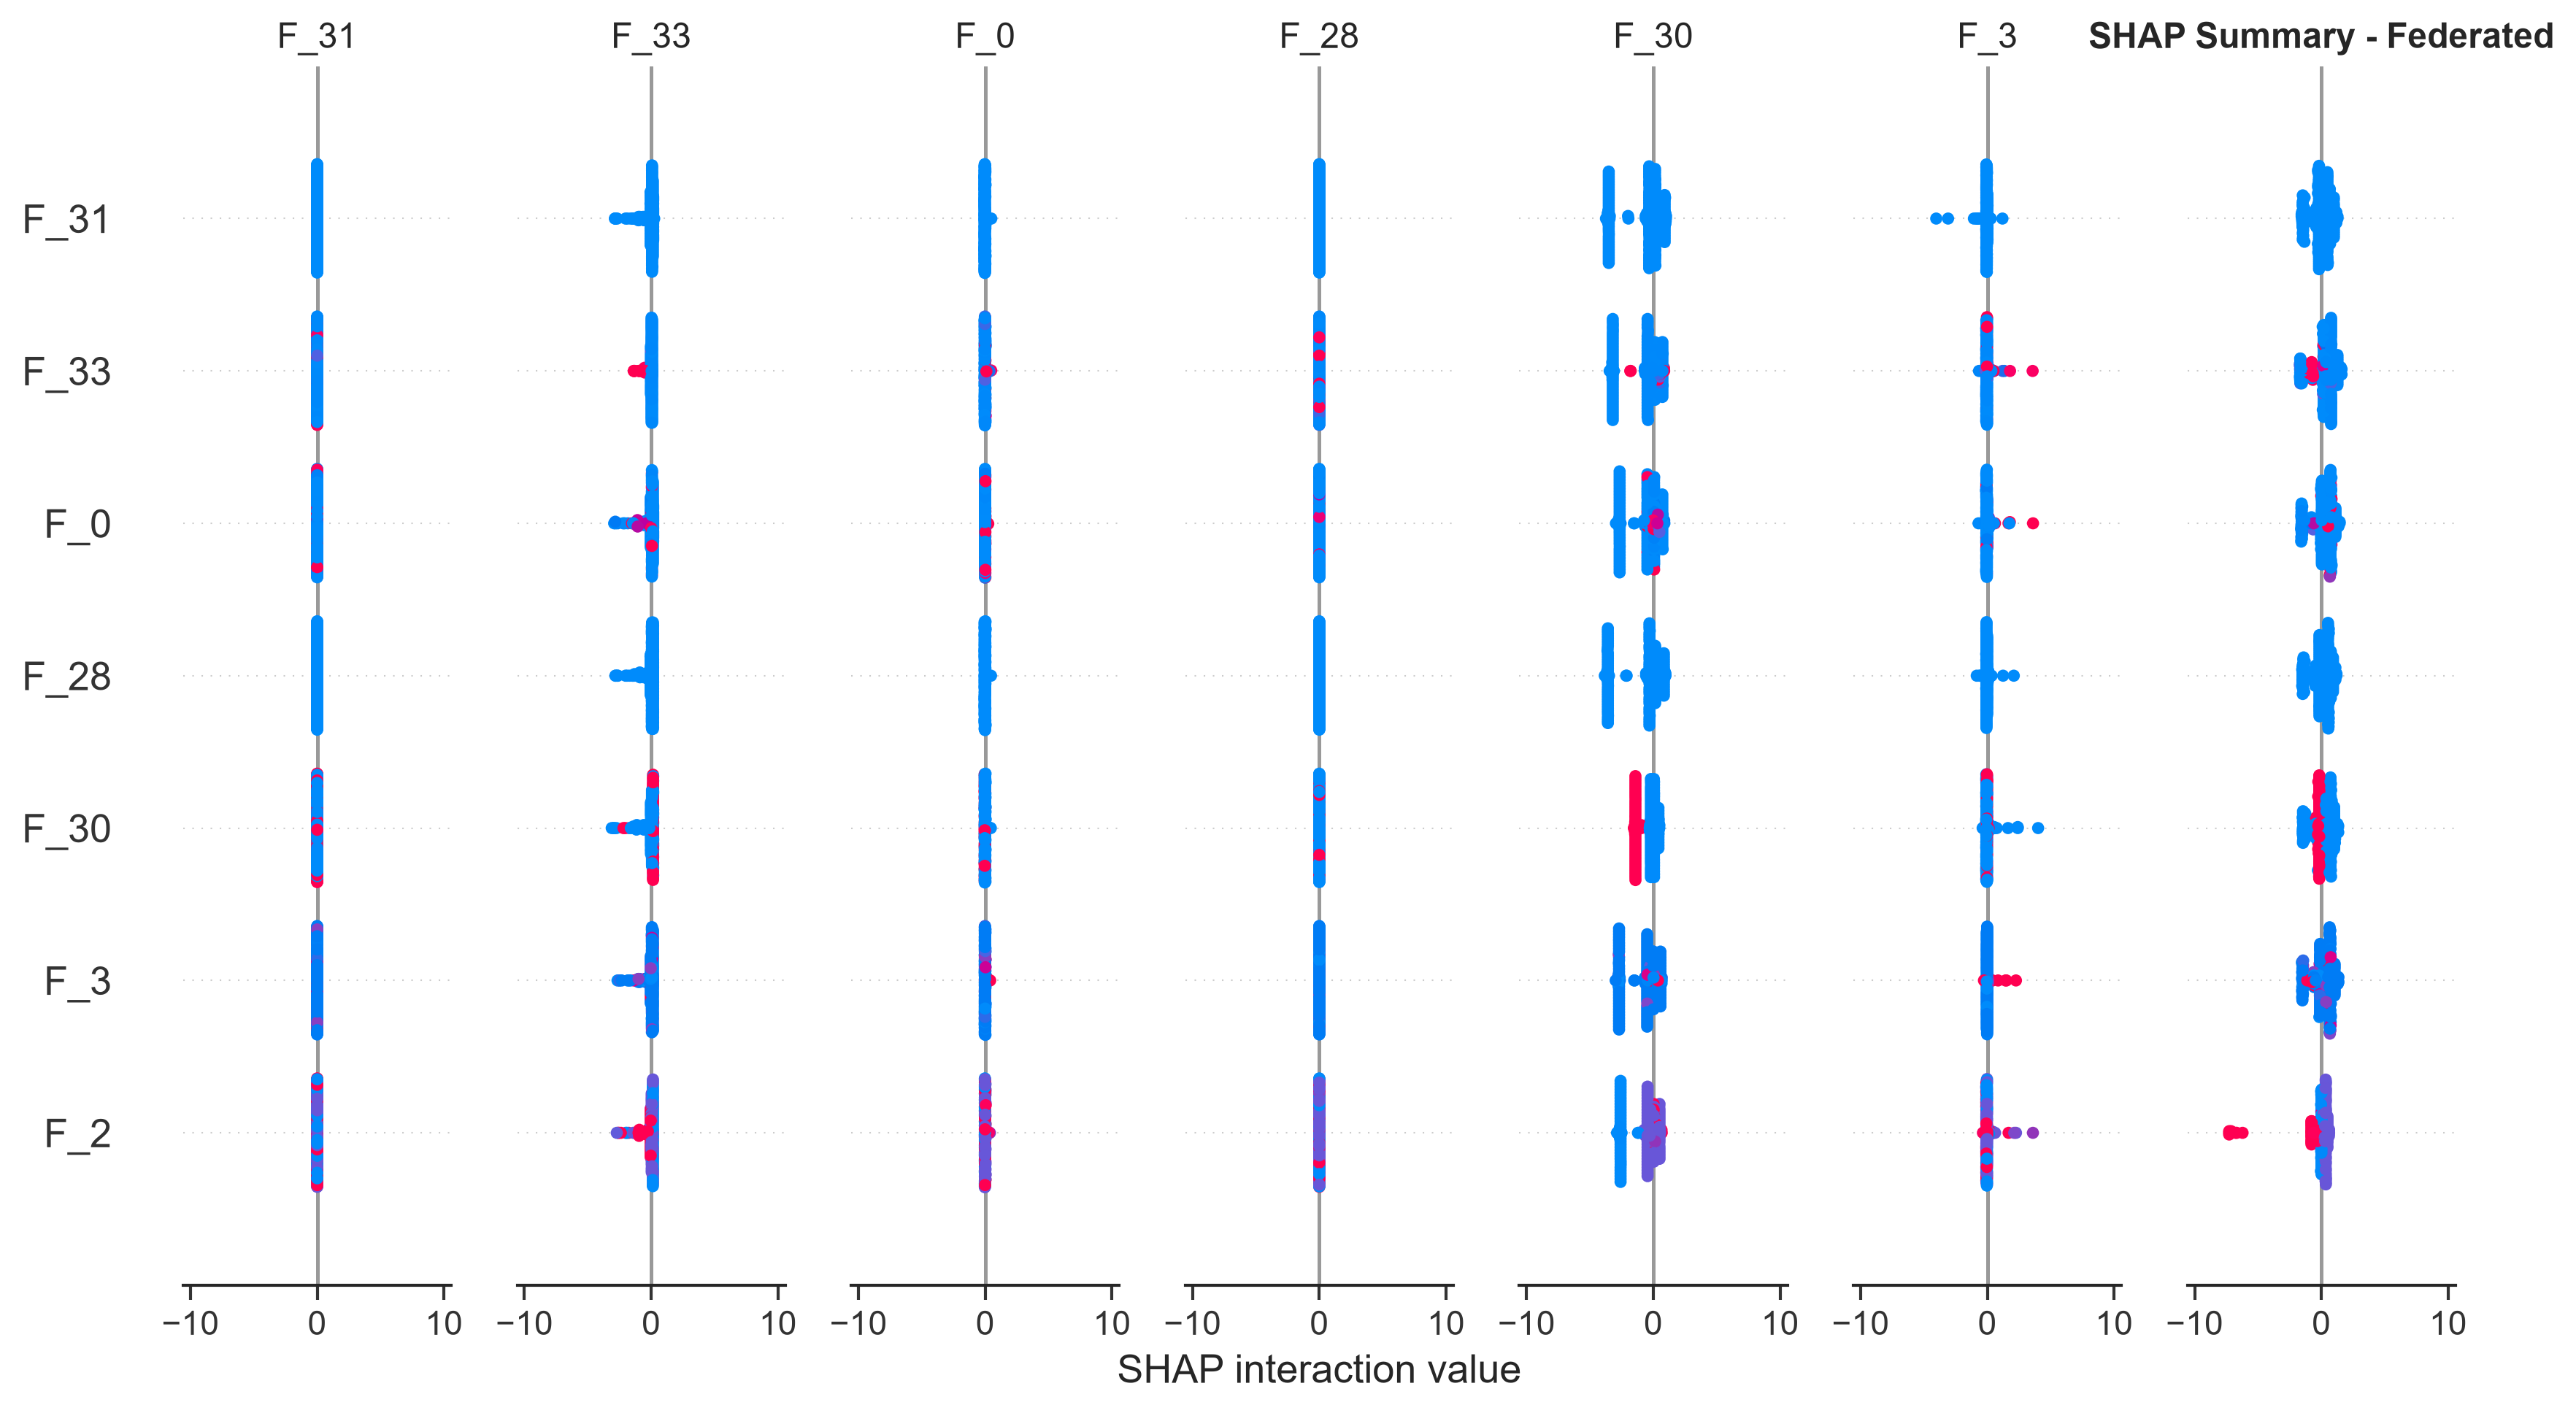 F_31 F_33 F_0 F_28 F_30 F_3 SHAP Summary - Federated
F_31
F_33
F_0
F_28
F_30
F_3
F_2
−10 0 10 −10 0 10 −10 0 10 −10 0 10 −10 0 10 −10 0 10 −10 0 10
SHAP interaction value